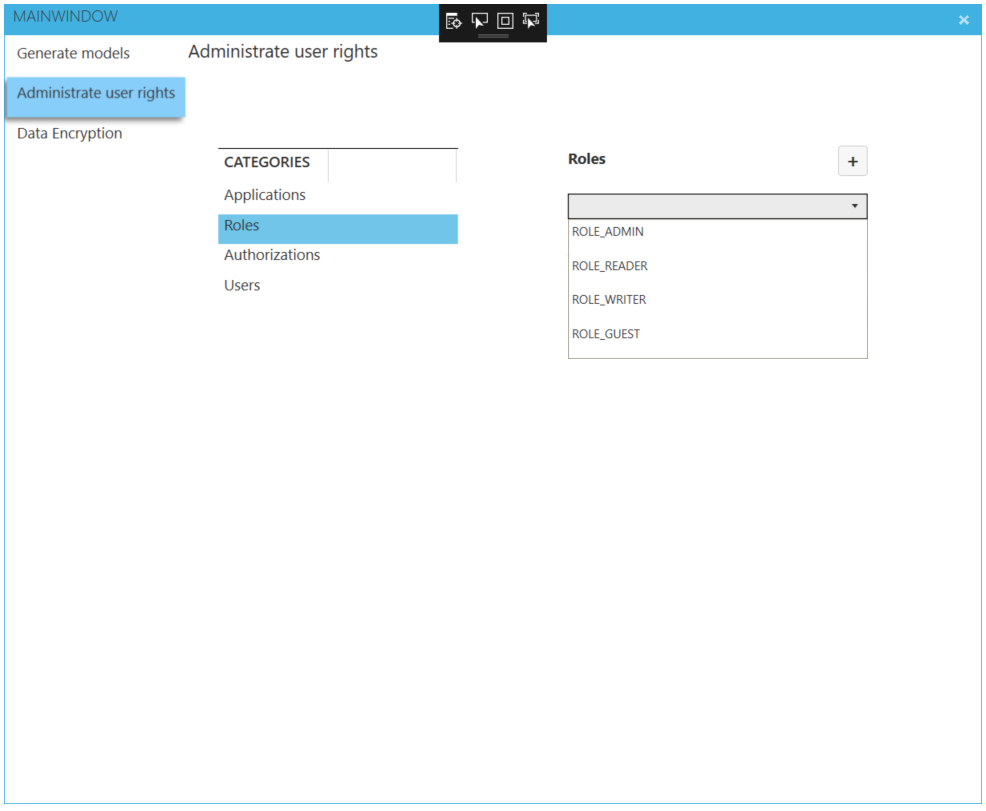 MAINWINDOW
Generate models
Administrate user rights
Data Encryption
Administrate user rights
CATEGORIES
Applications
Roles
Authorizations
Users
Roles
+
ROLE_ADMIN
ROLE_READER
ROLE_WRITER
ROLE_GUEST